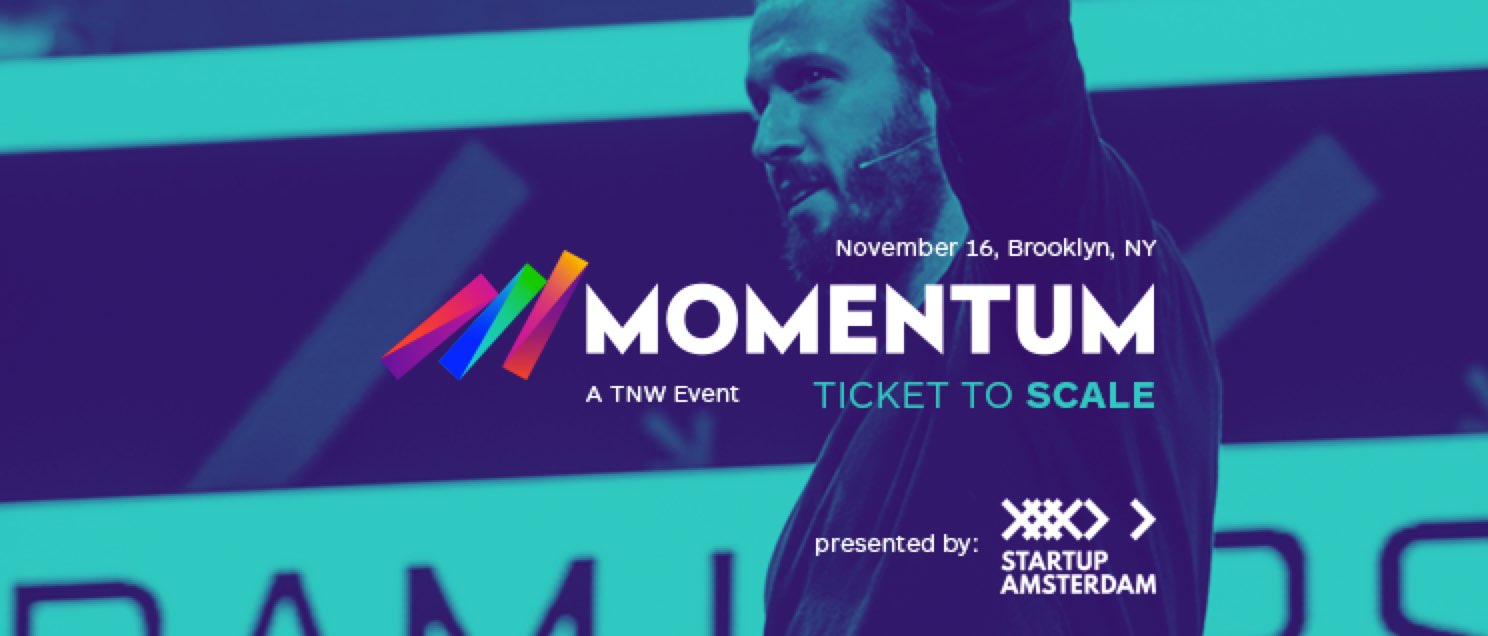 November 16, Brooklyn, NY
MOMENTUM
A TNW Event
TICKET TO SCALE
presented by:
STARTUP
AMSTERDAM